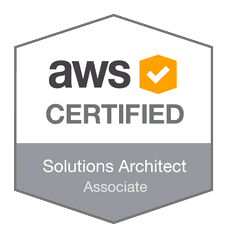 aws
CERTIFIED
Solutions Architect
Associate